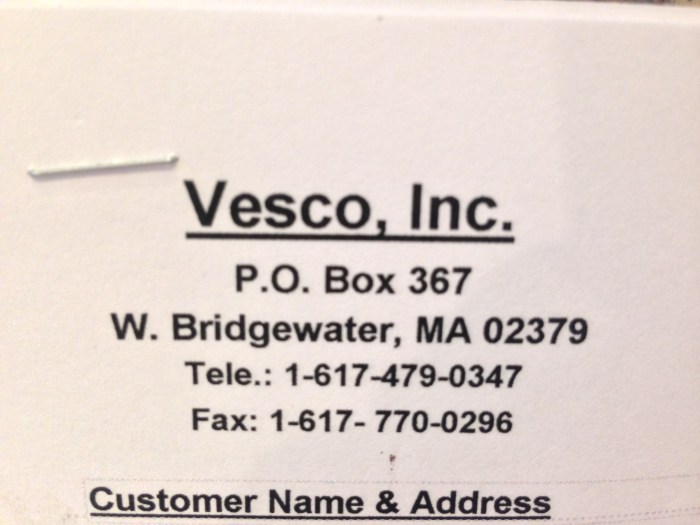 Vesco, Inc.
P.O. Box 367
W. Bridgewater, MA 02379
Tele.: 1-617-479-0347
Fax: 1-617- 770-0296
Customer Name & Address